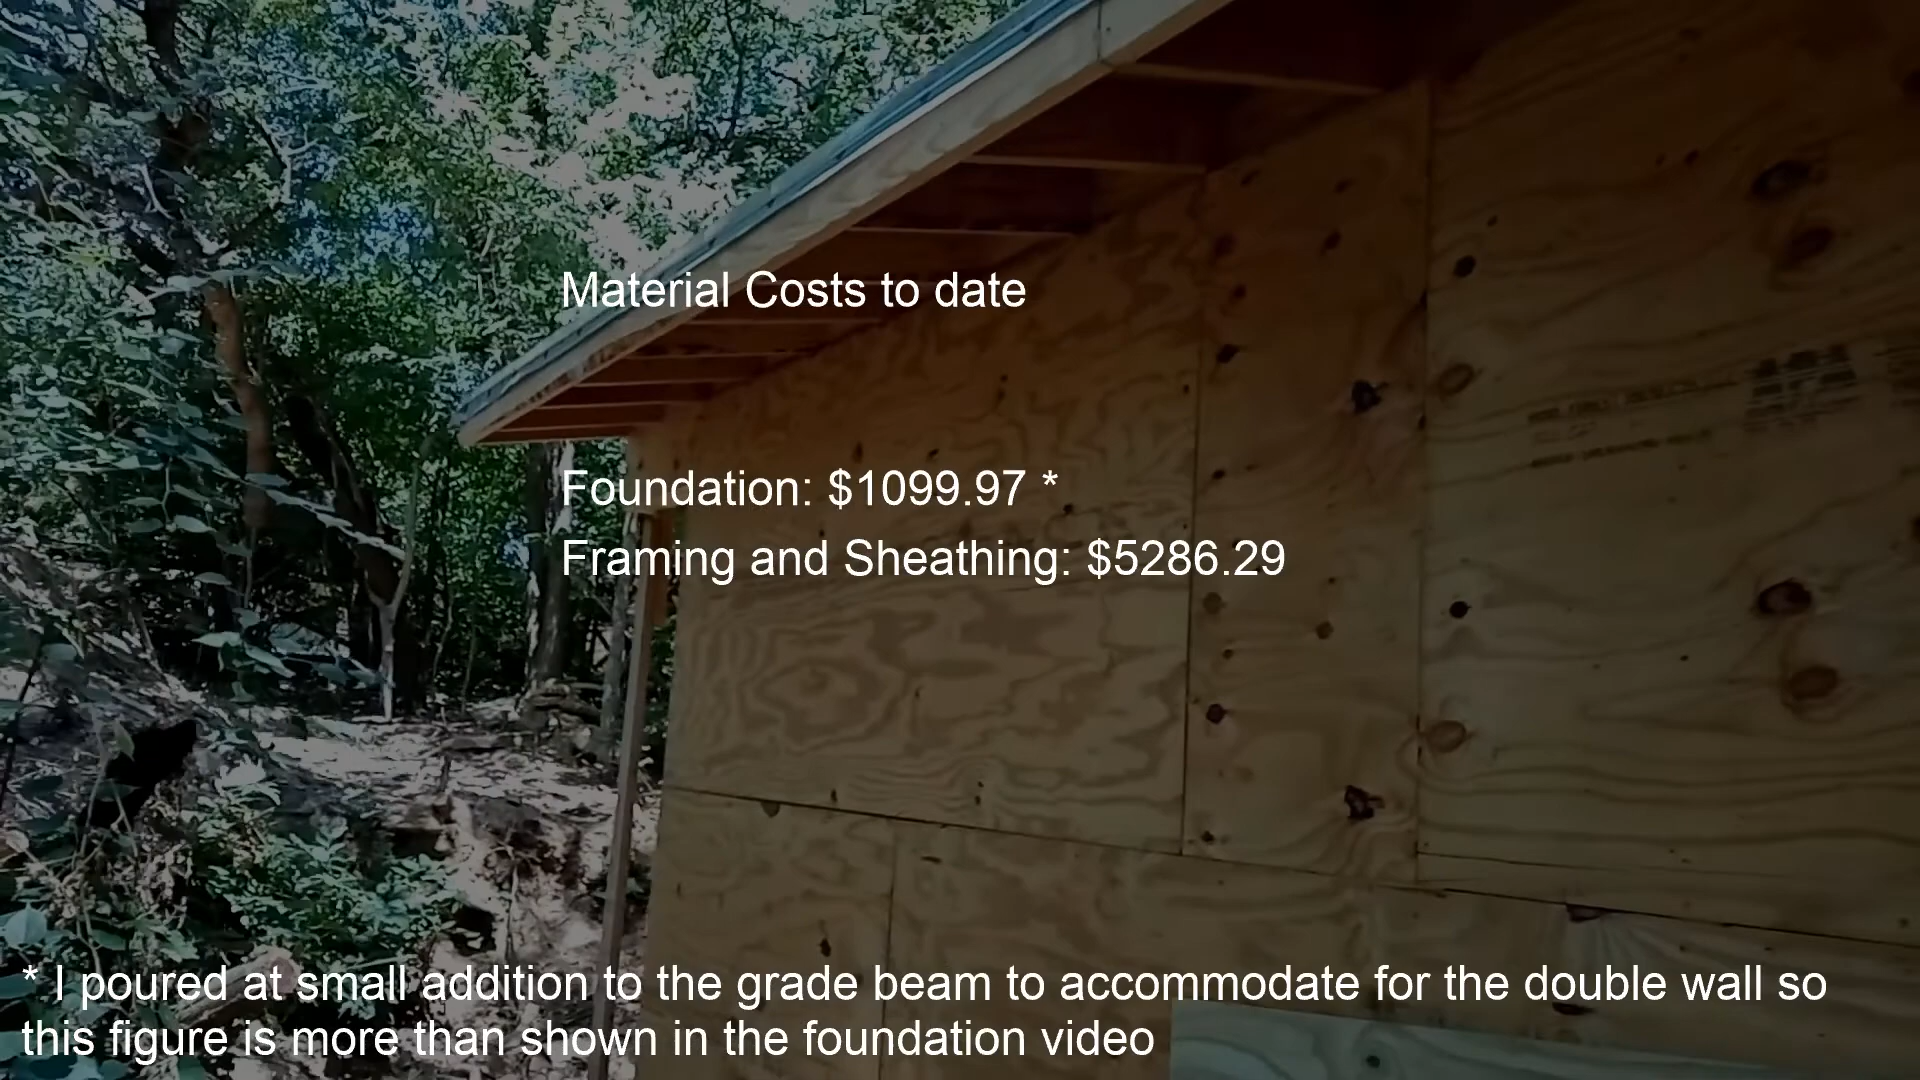 Material Costs to date
Foundation: $1099.97 *
Framing and Sheathing: $5286.29
* I poured at small addition to the grade beam to accommodate for the double wall so
this figure is more than shown in the foundation video